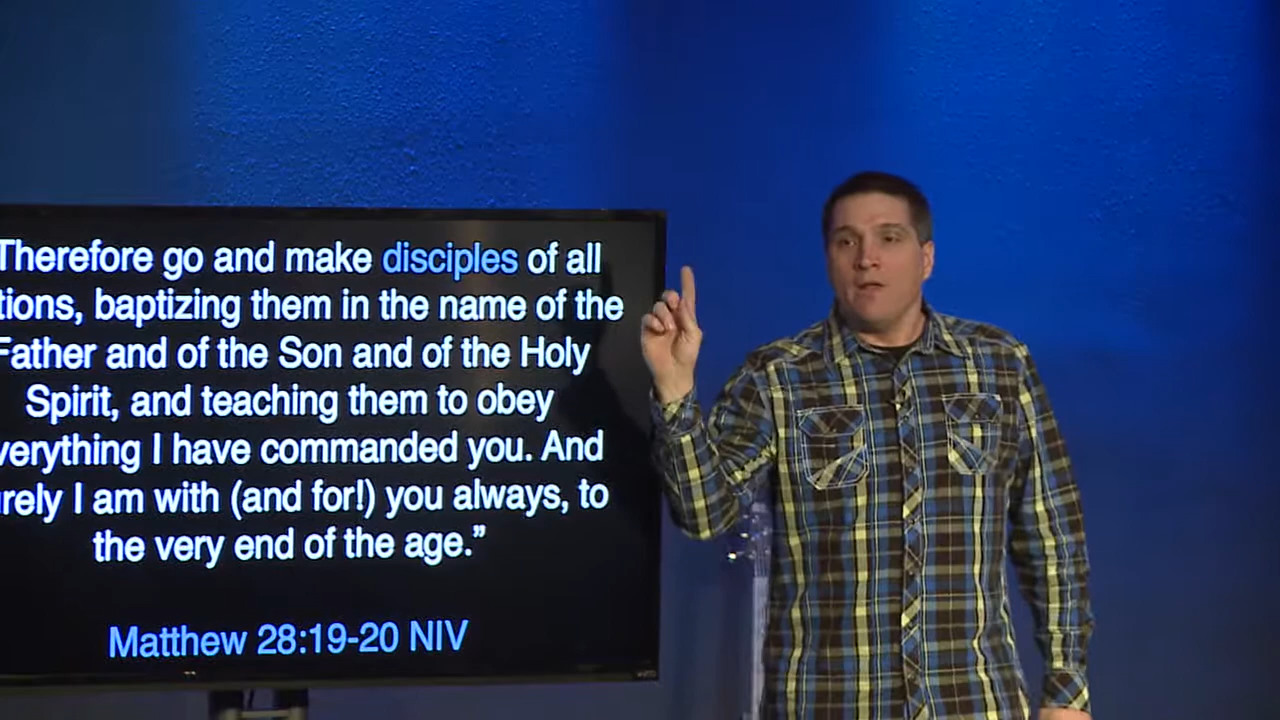 Therefore go and make disciples of all
tions, baptizing them in the name of the
Father and of the Son and of the Holy
Spirit, and teaching them to obey
verything I have commanded you. And
rely I am with (and for!) you always, to
the very end of the age.”
Matthew 28:19-20 NIV